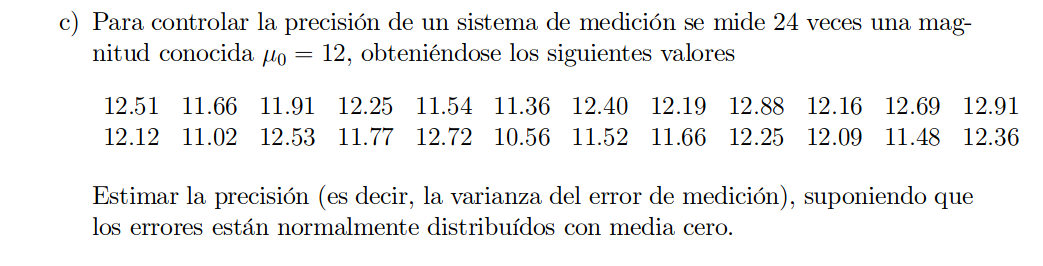 c) Para controlar la precisión de un sistema de medición se mide 24 veces una mag-
nitud conocida μ₀ = 12, obteniéndose los siguientes valores
12.51 11.66 11.91 12.25 11.54 11.36 12.40 12.19 12.88 12.16 12.69 12.91
12.12 11.02 12.53 11.77 12.72 10.56 11.52 11.66 12.25 12.09 11.48 12.36
Estimar la precisión (es decir, la varianza del error de medición), suponiendo que
los errores están normalmente distribuídos con media cero.